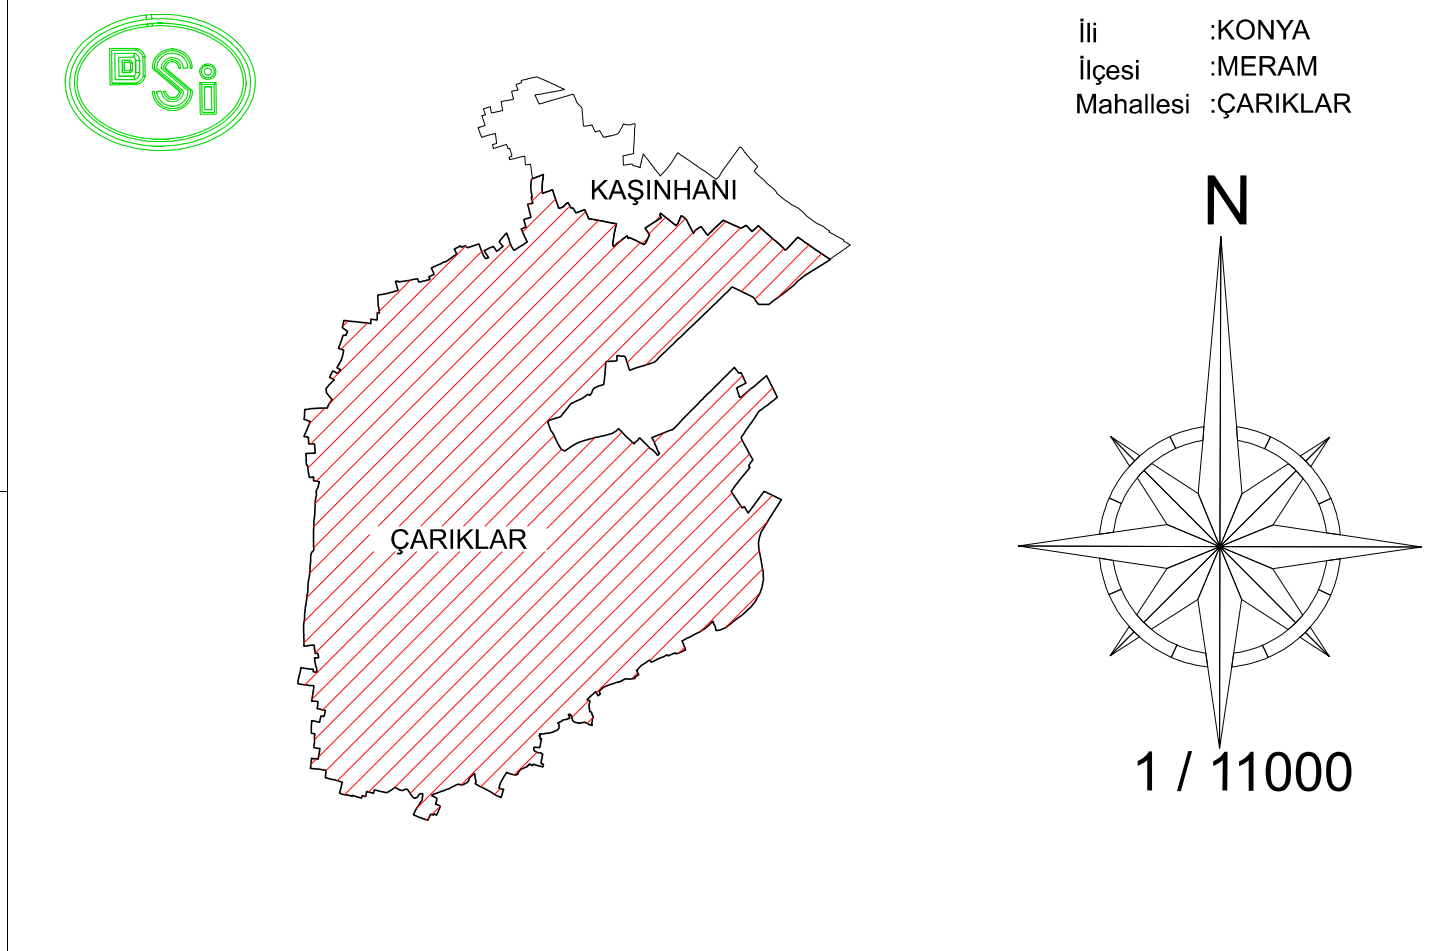 DSi
İli :KONYA
İlçesi :MERAM
Mahallesi :ÇARIKLAR
KAŞINHANI
N
ÇARIKLAR
1 / 11000